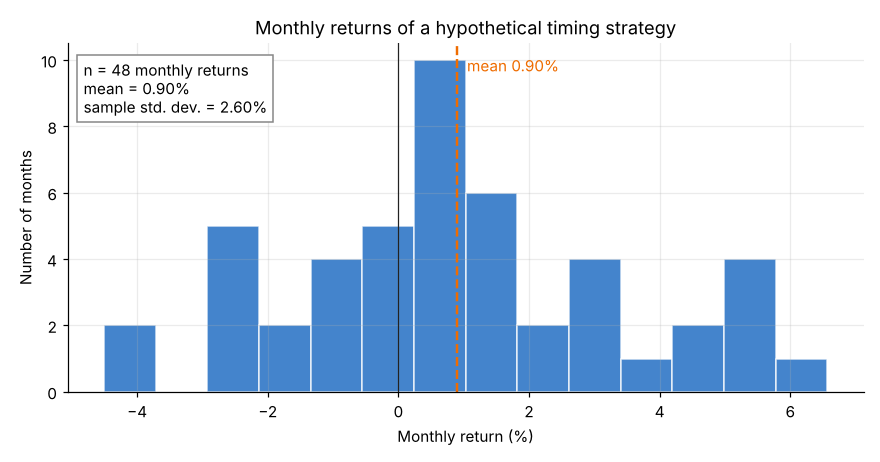 Monthly returns of a hypothetical timing strategy
n = 48 monthly returns
mean = 0.90%
sample std. dev. = 2.60%
mean 0.90%
Number of months
10
8
6
4
2
0
−4
−2
0
2
4
6
Monthly return (%)